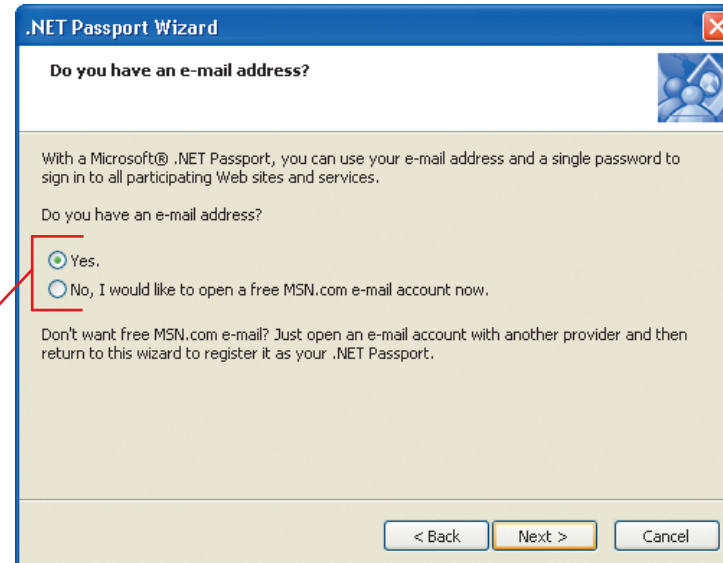 .NET Passport Wizard
Do you have an e-mail address?
With a Microsoft® .NET Passport, you can use your e-mail address and a single password to
sign in to all participating Web sites and services.
Do you have an e-mail address?
Yes.
No, I would like to open a free MSN.com e-mail account now.
Don't want free MSN.com e-mail? Just open an e-mail account with another provider and then
return to this wizard to register it as your .NET Passport.
< Back Next > Cancel